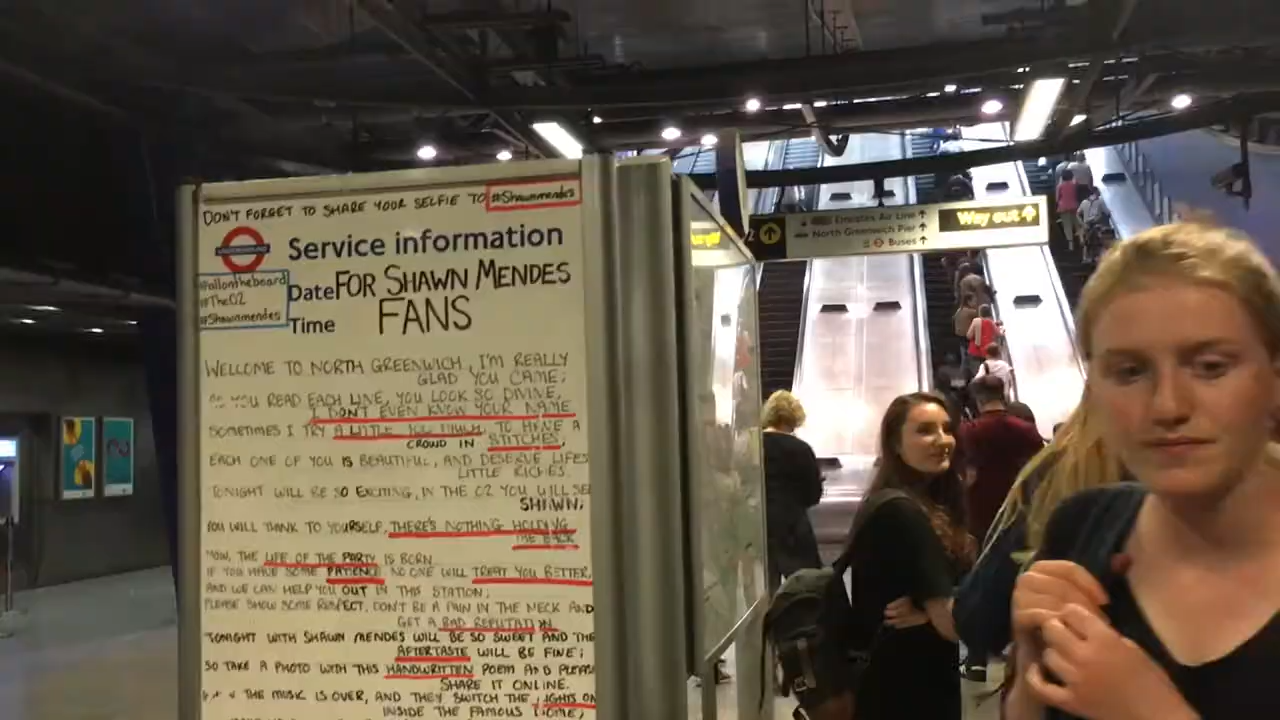 DON'T FORGET TO SHARE YOUR SELFIE TO #Shawnmendes
UNDERGROUND
Service information
#allontheboard
#TheO2
#Shawnmendes
Date FOR SHAWN MENDES
Time FANS
WELCOME TO NORTH GREENWICH, I'M REALLY
GLAD YOU CAME;
AS YOU READ EACH LINE, YOU LOOK SO DIVINE,
I DON'T EVEN KNOW YOUR NAME
SOMETIMES I TRY A LITTLE TOO MUCH, TO HAVE A
CROWD IN STITCHES,
EACH ONE OF YOU IS BEAUTIFUL, AND DESERVE LIFES
LITTLE RICHES.
TONIGHT WILL BE SO EXCITING, IN THE O2 YOU WILL SEE
SHAWN;
YOU WILL THINK TO YOURSELF, THERE'S NOTHING HOLDING
ME BACK
NOW, THE LIFE OF THE PARTY IS BORN.
IF YOU HAVE SOME PATIENCE NO ONE WILL TREAT YOU BETTER,
AND WE CAN HELP YOU OUT IN THIS STATION;
PLEASE SHOW SOME RESPECT, DON'T BE A PAIN IN THE NECK AND
GET A BAD REPUTATION.
TONIGHT WITH SHAWN MENDES WILL BE SO SWEET AND THE
AFTERTASTE WILL BE FINE;
SO TAKE A PHOTO WITH THIS HANDWRITTEN POEM AND PLEASE
SHARE IT ONLINE.
THE MUSIC IS OVER, AND THEY SWITCH THE LIGHTS ON
INSIDE THE FAMOUS DOME;
Emirates Air Line
North Greenwich Pier
Buses
Way out
2